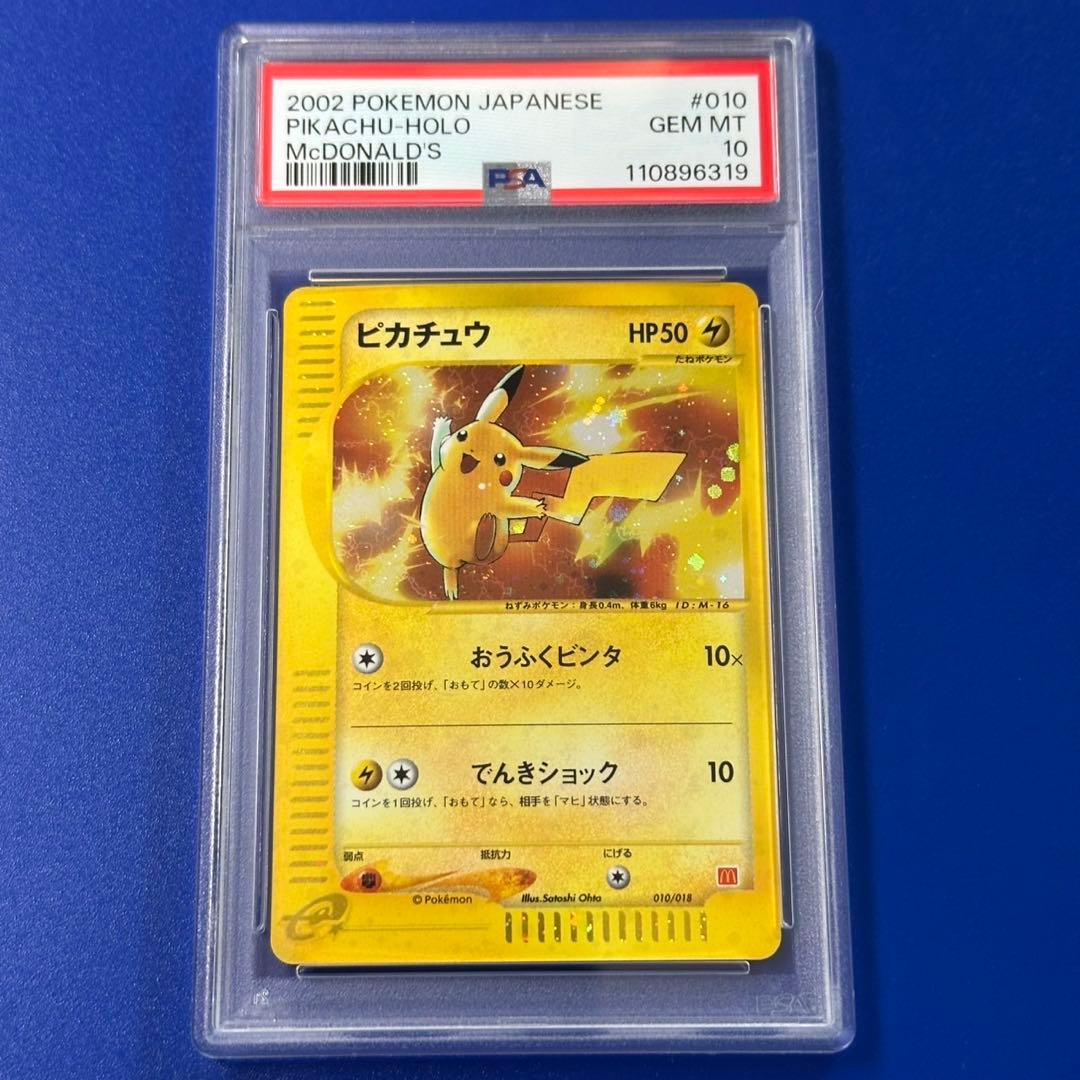 2002 POKEMON JAPANESE #010
PIKACHU-HOLO GEM MT
McDONALD'S 10
PSA 110896319
ピカチュウ HP50
たねポケモン
ねずみポケモン：身長0.4m、体重6kg ID:M-16
おうふくビンタ 10×
コインを2回投げ、「おもて」の数×10ダメージ。
でんきショック 10
コインを1回投げ、「おもて」なら、相手を「マヒ」状態にする。
弱点 抵抗力 にげる
©Pokémon Illus.Satoshi Ohta 010/018
PSA